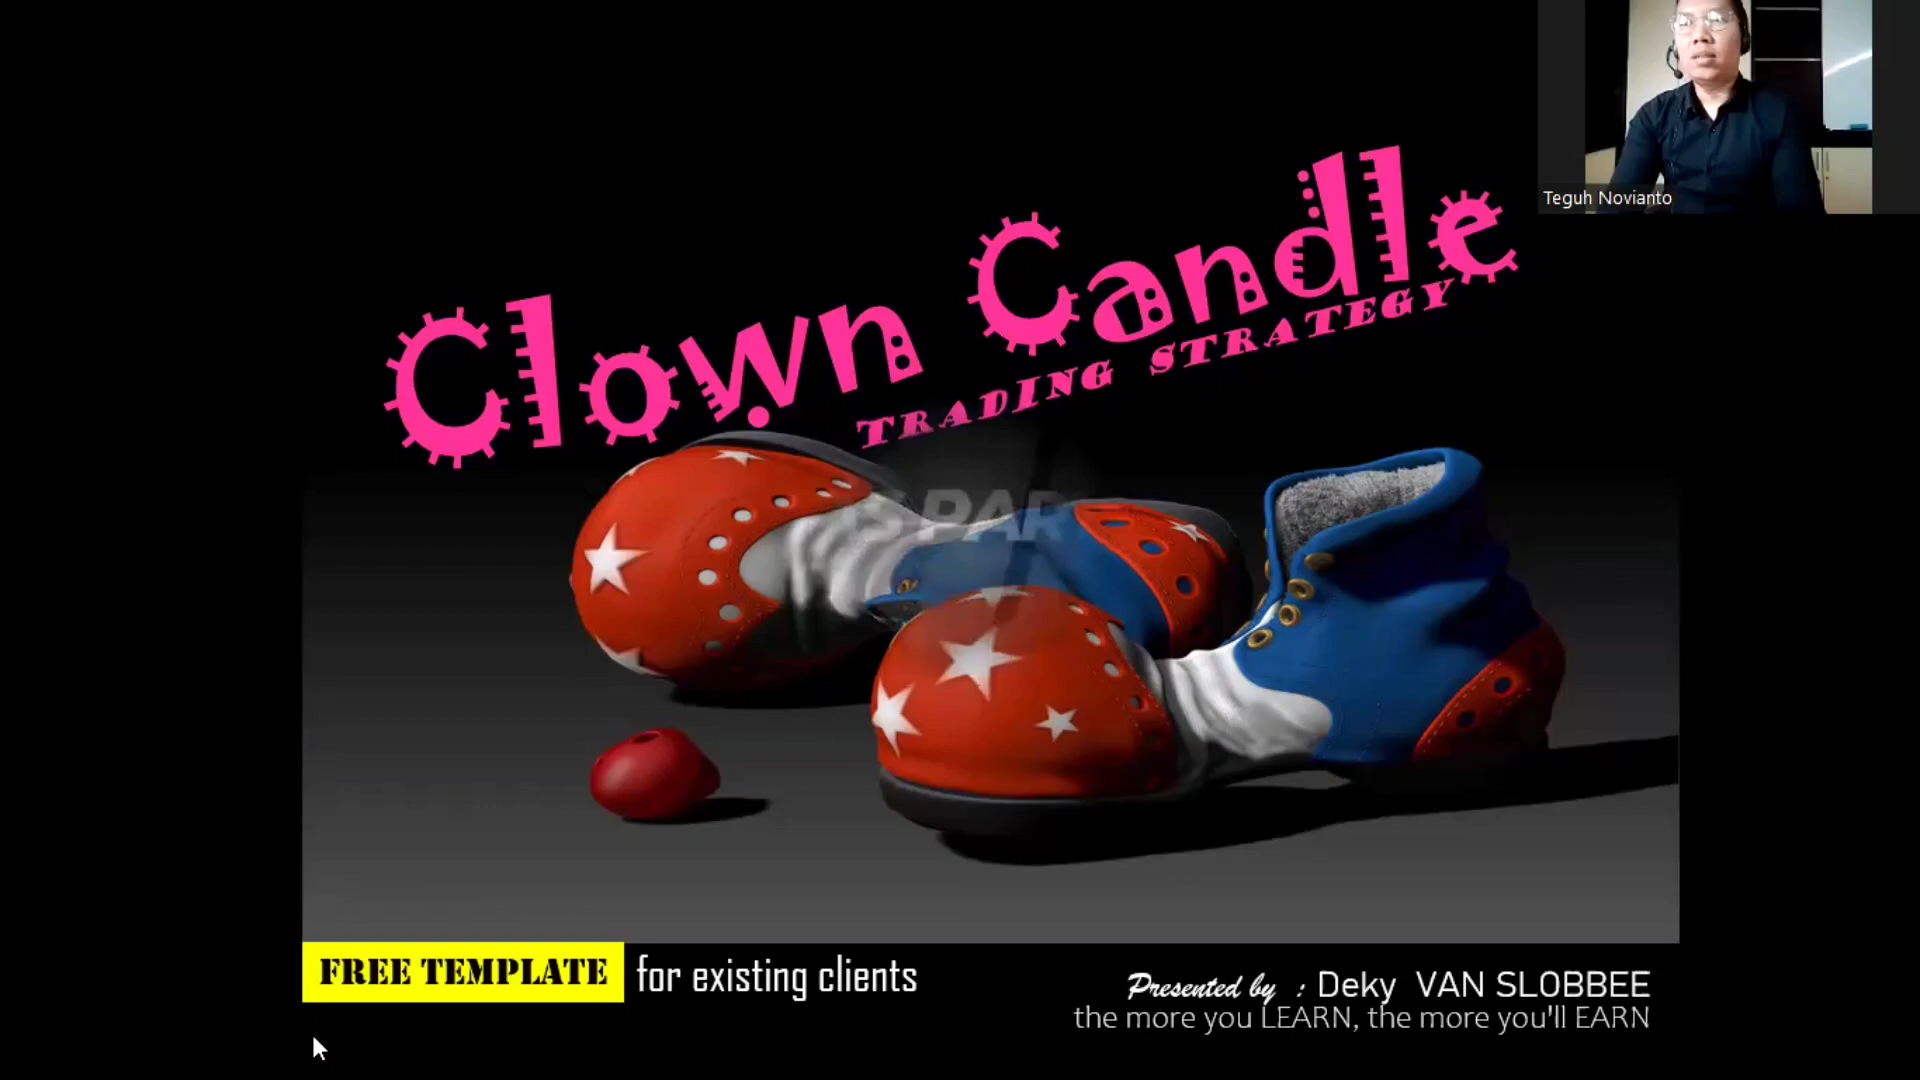 Teguh Novianto
Clown Candle
TRADING STRATEGY
FREE TEMPLATE for existing clients
Presented by : Deky VAN SLOBBEE
the more you LEARN, the more you'll EARN